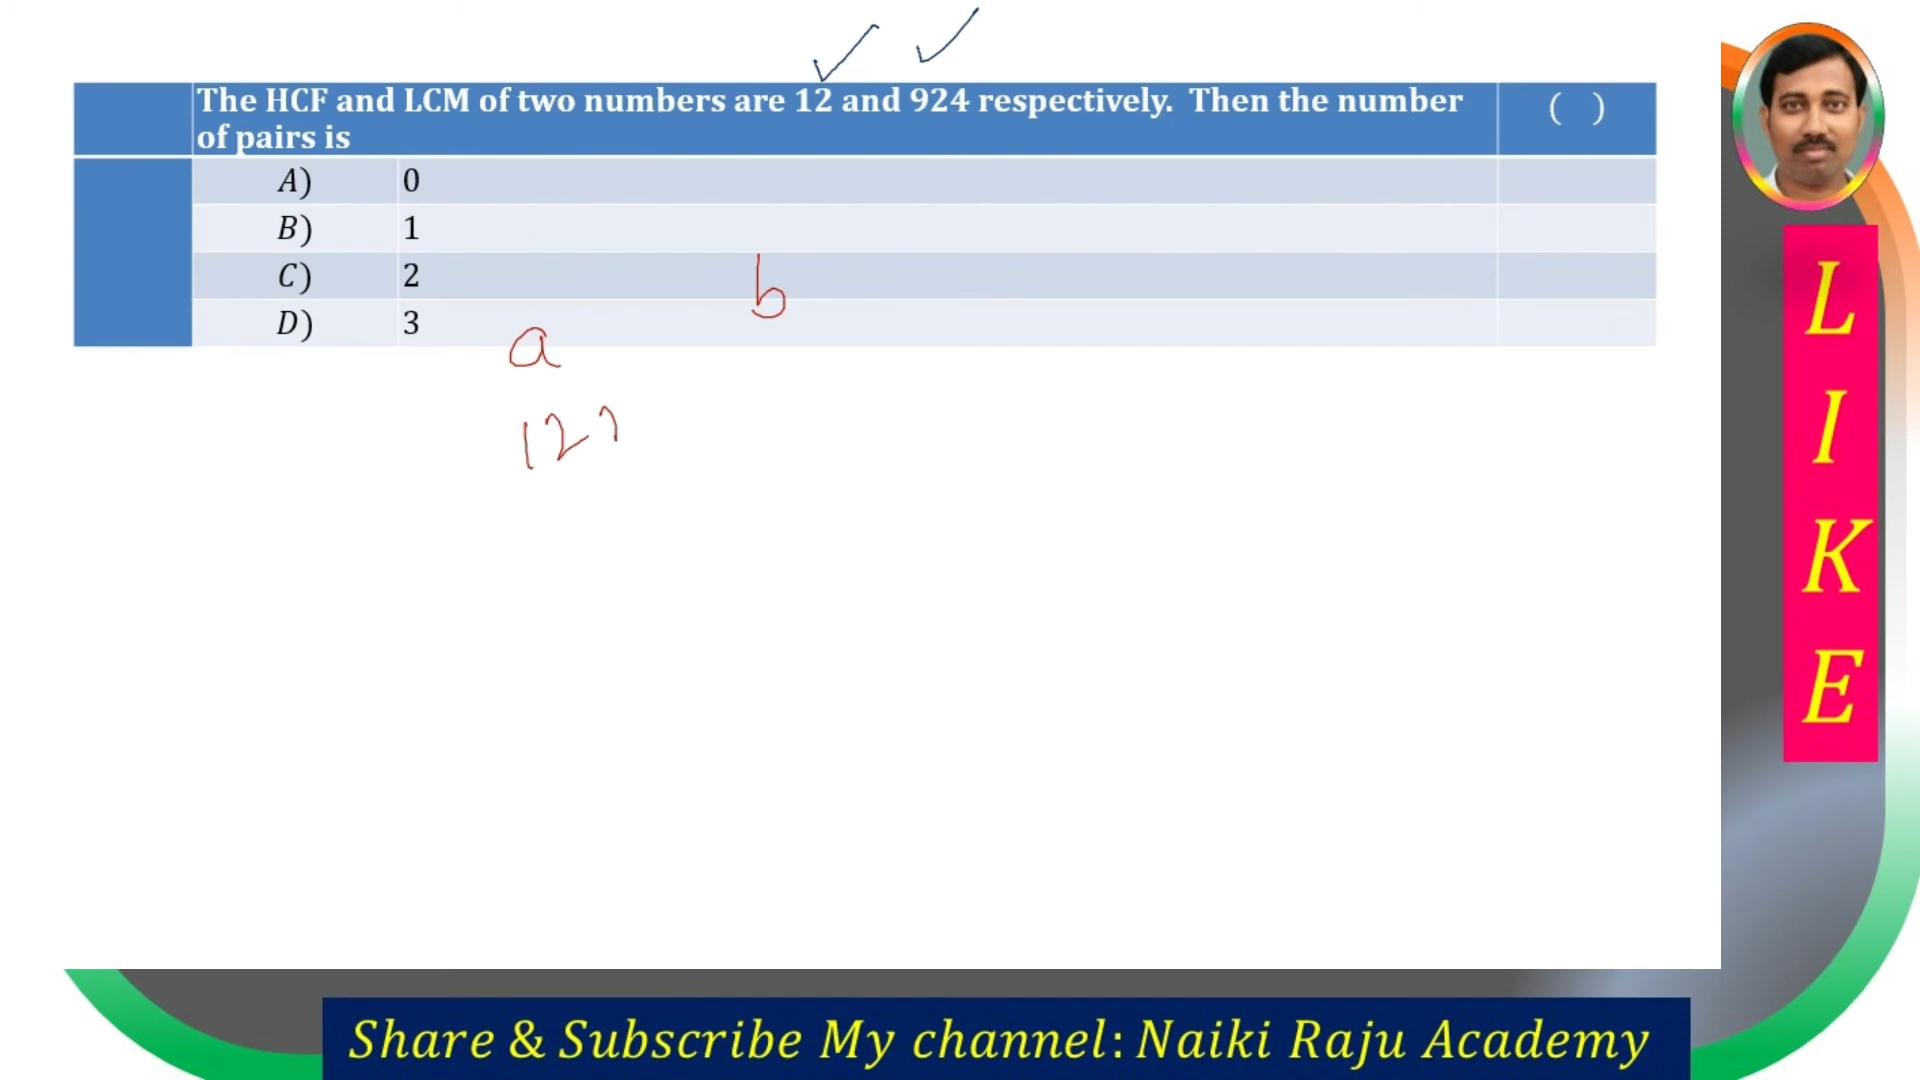 The HCF and LCM of two numbers are 12 and 924 respectively. Then the number
of pairs is
( )
A) 0
B) 1
C) 2
D) 3
b
a
12
L
I
K
E
Share & Subscribe My channel: Naiki Raju Academy